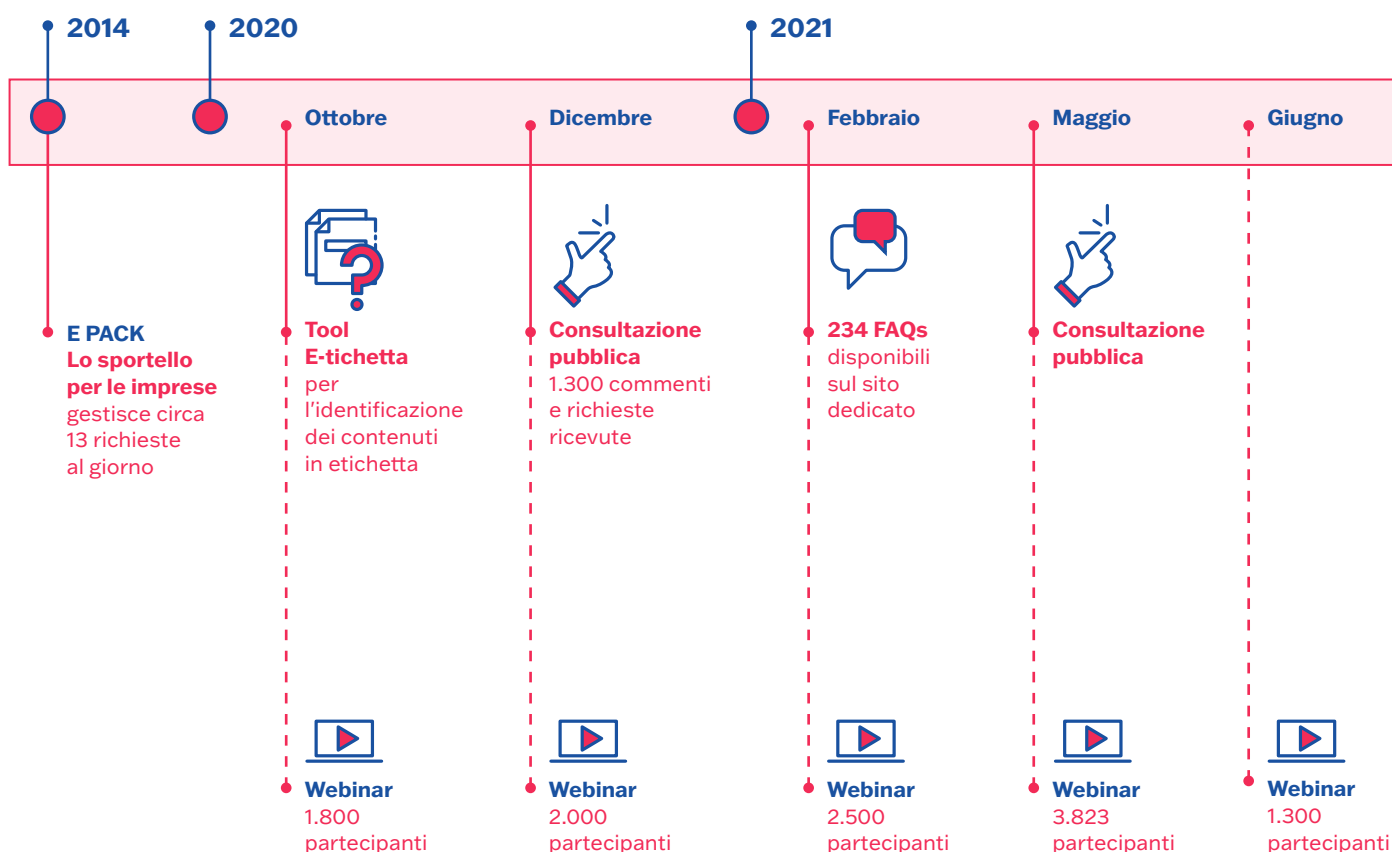 2014
2020
2021
Ottobre
Dicembre
Febbraio
Maggio
Giugno
E PACK
Lo sportello
per le imprese
gestisce circa
13 richieste
al giorno
Tool
E-tichetta
per
l'identificazione
dei contenuti
in etichetta
Consultazione
pubblica
1.300 commenti
e richieste
ricevute
234 FAQs
disponibili
sul sito
dedicato
Consultazione
pubblica
Webinar
1.800
partecipanti
Webinar
2.000
partecipanti
Webinar
2.500
partecipanti
Webinar
3.823
partecipanti
Webinar
1.300
partecipanti